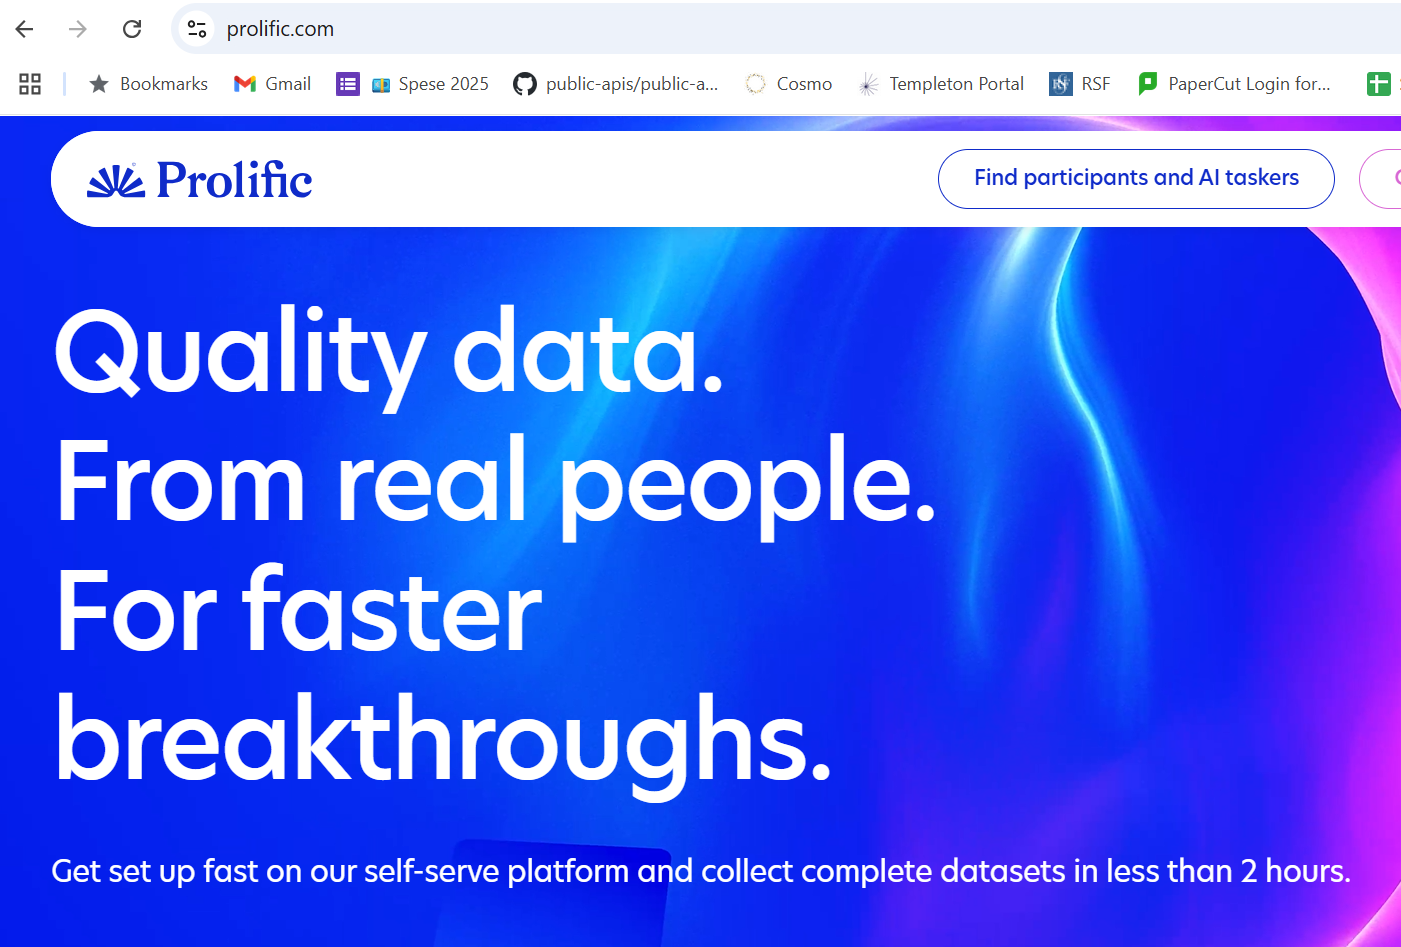 prolific.com
Bookmarks Gmail Spese 2025 public-apis/public-a... Cosmo Templeton Portal RSF PaperCut Login for...
Prolific Find participants and AI taskers
Quality data.
From real people.
For faster
breakthroughs.
Get set up fast on our self-serve platform and collect complete datasets in less than 2 hours.